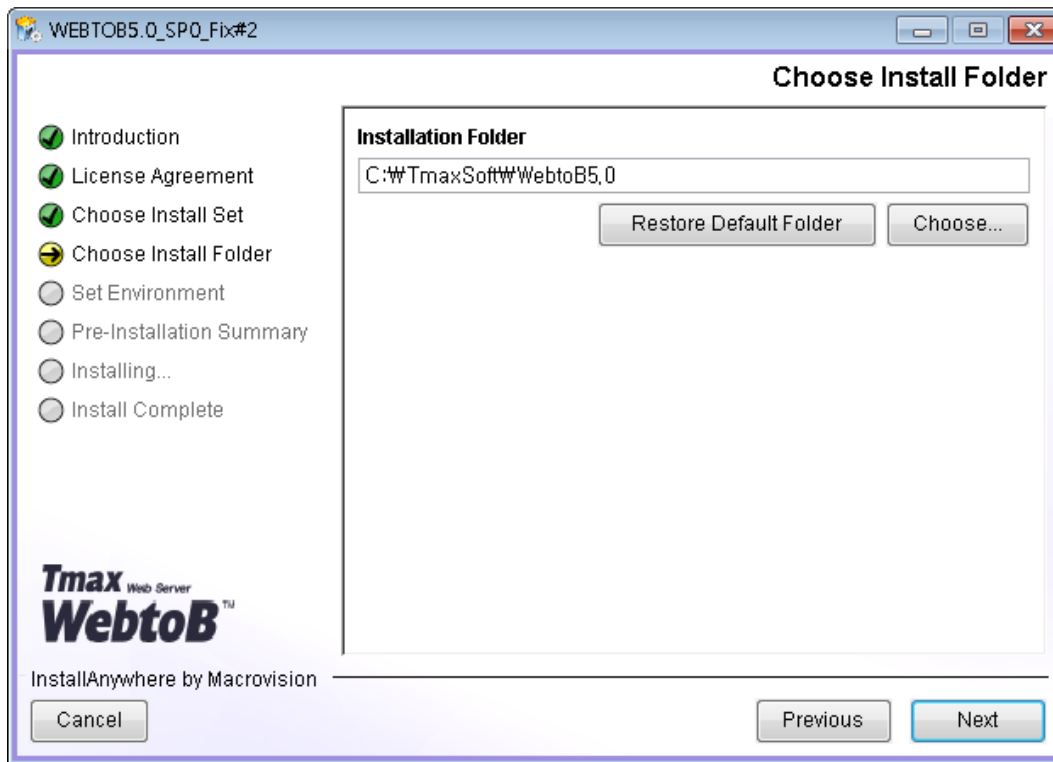 WEBTOB5.0_SP0_Fix#2
Choose Install Folder
Introduction
License Agreement
Choose Install Set
Choose Install Folder
Set Environment
Pre-Installation Summary
Installing...
Install Complete
Installation Folder
C:₩TmaxSoft₩WebtoB5.0
Restore Default Folder
Choose...
Tmax Web Server
WebtoB™
InstallAnywhere by Macrovision
Cancel
Previous
Next